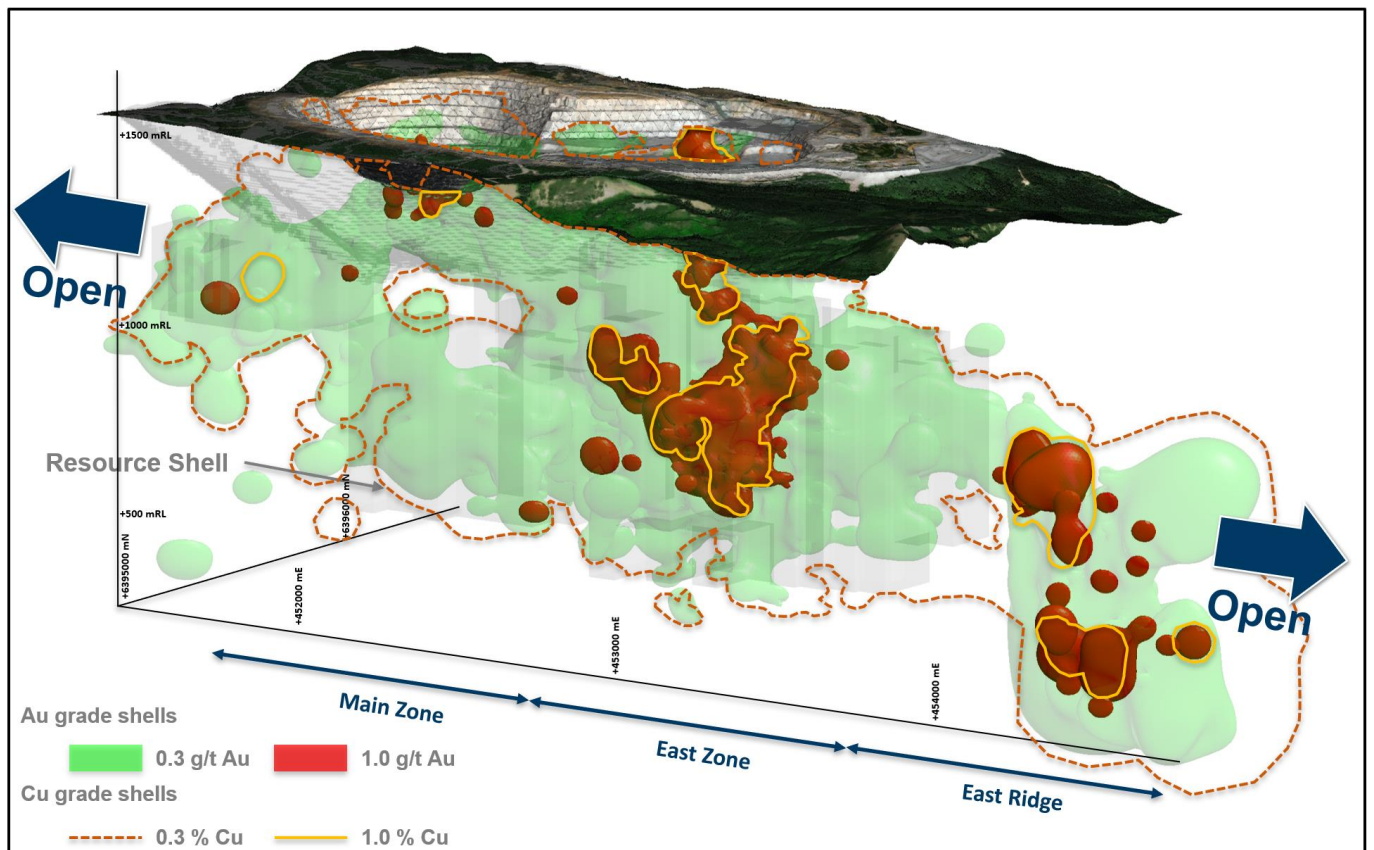 +1500 mRL
Open
+1000 mRL
Resource Shell
+500 mRL
+6396000 mN
+6395000 mN
+452000 mE
+453000 mE
+454000 mE
Open
Main Zone
East Zone
East Ridge
Au grade shells
0.3 g/t Au
1.0 g/t Au
Cu grade shells
0.3 % Cu
1.0 % Cu